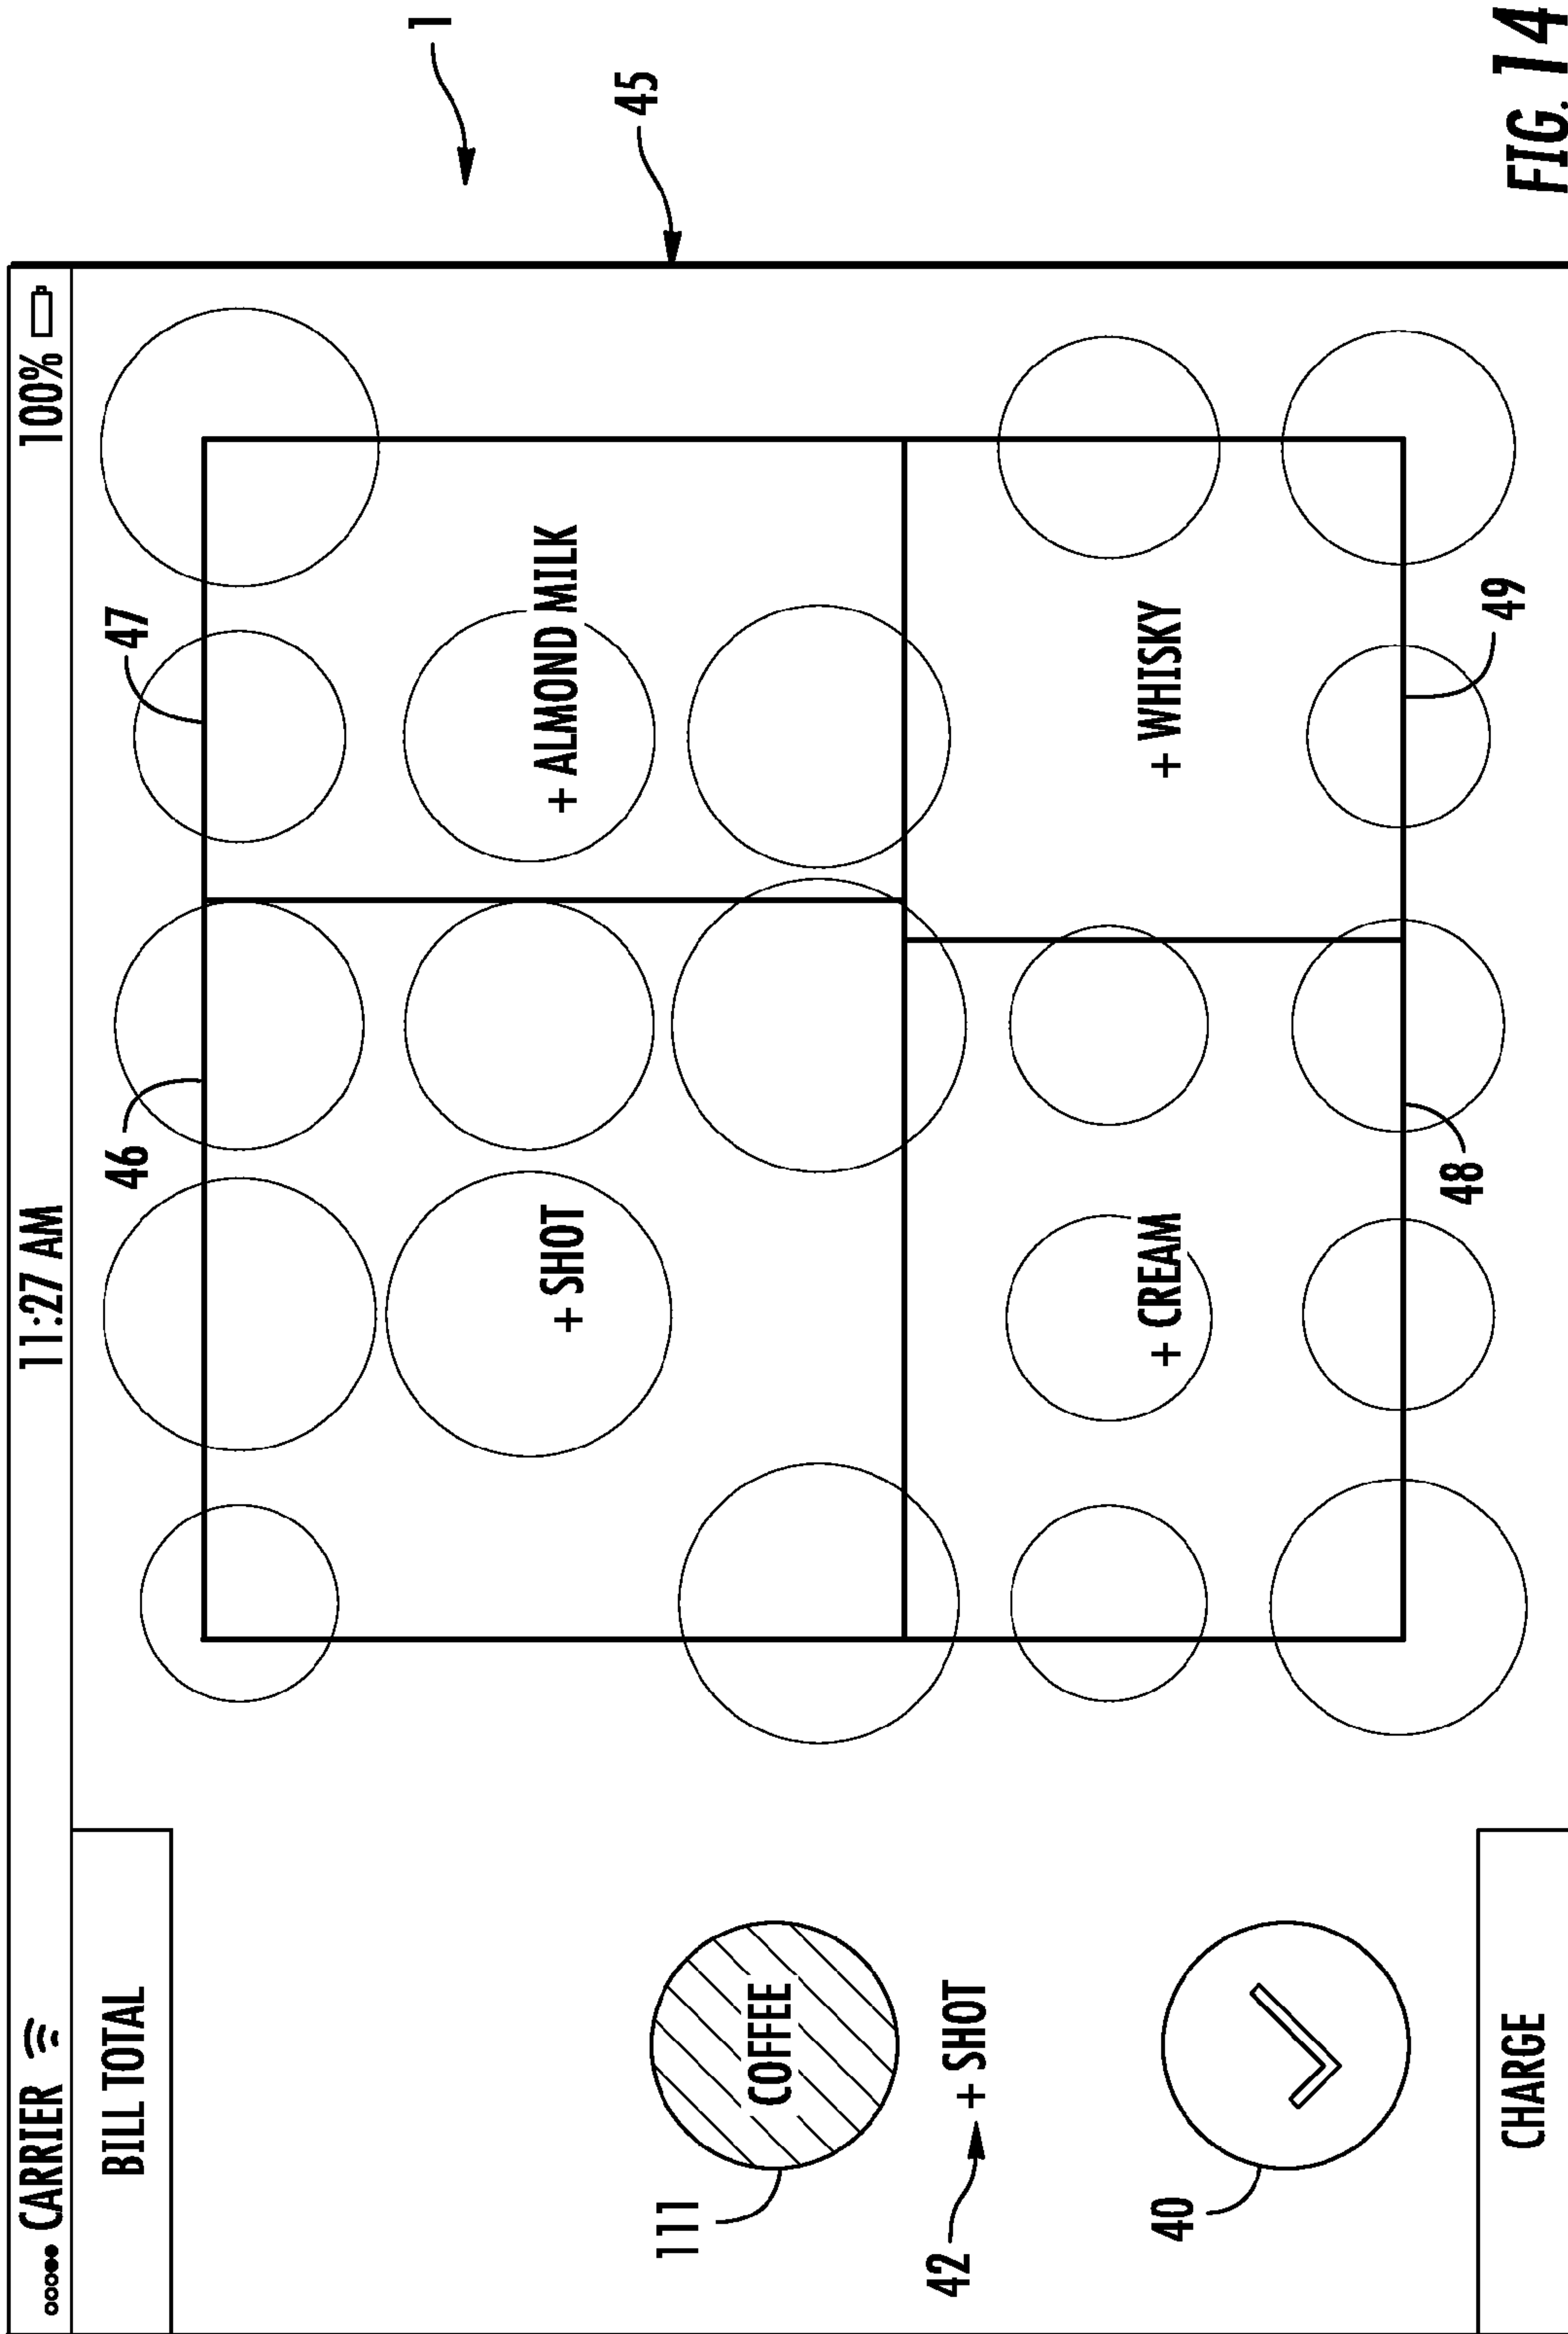 CARRIER 11:27 AM 100%
BILL TOTAL
46
47
1
45
+ SHOT
+ ALMOND MILK
111
COFFEE
42
+ SHOT
40
+ CREAM
+ WHISKY
48
49
CHARGE
FIG. 14